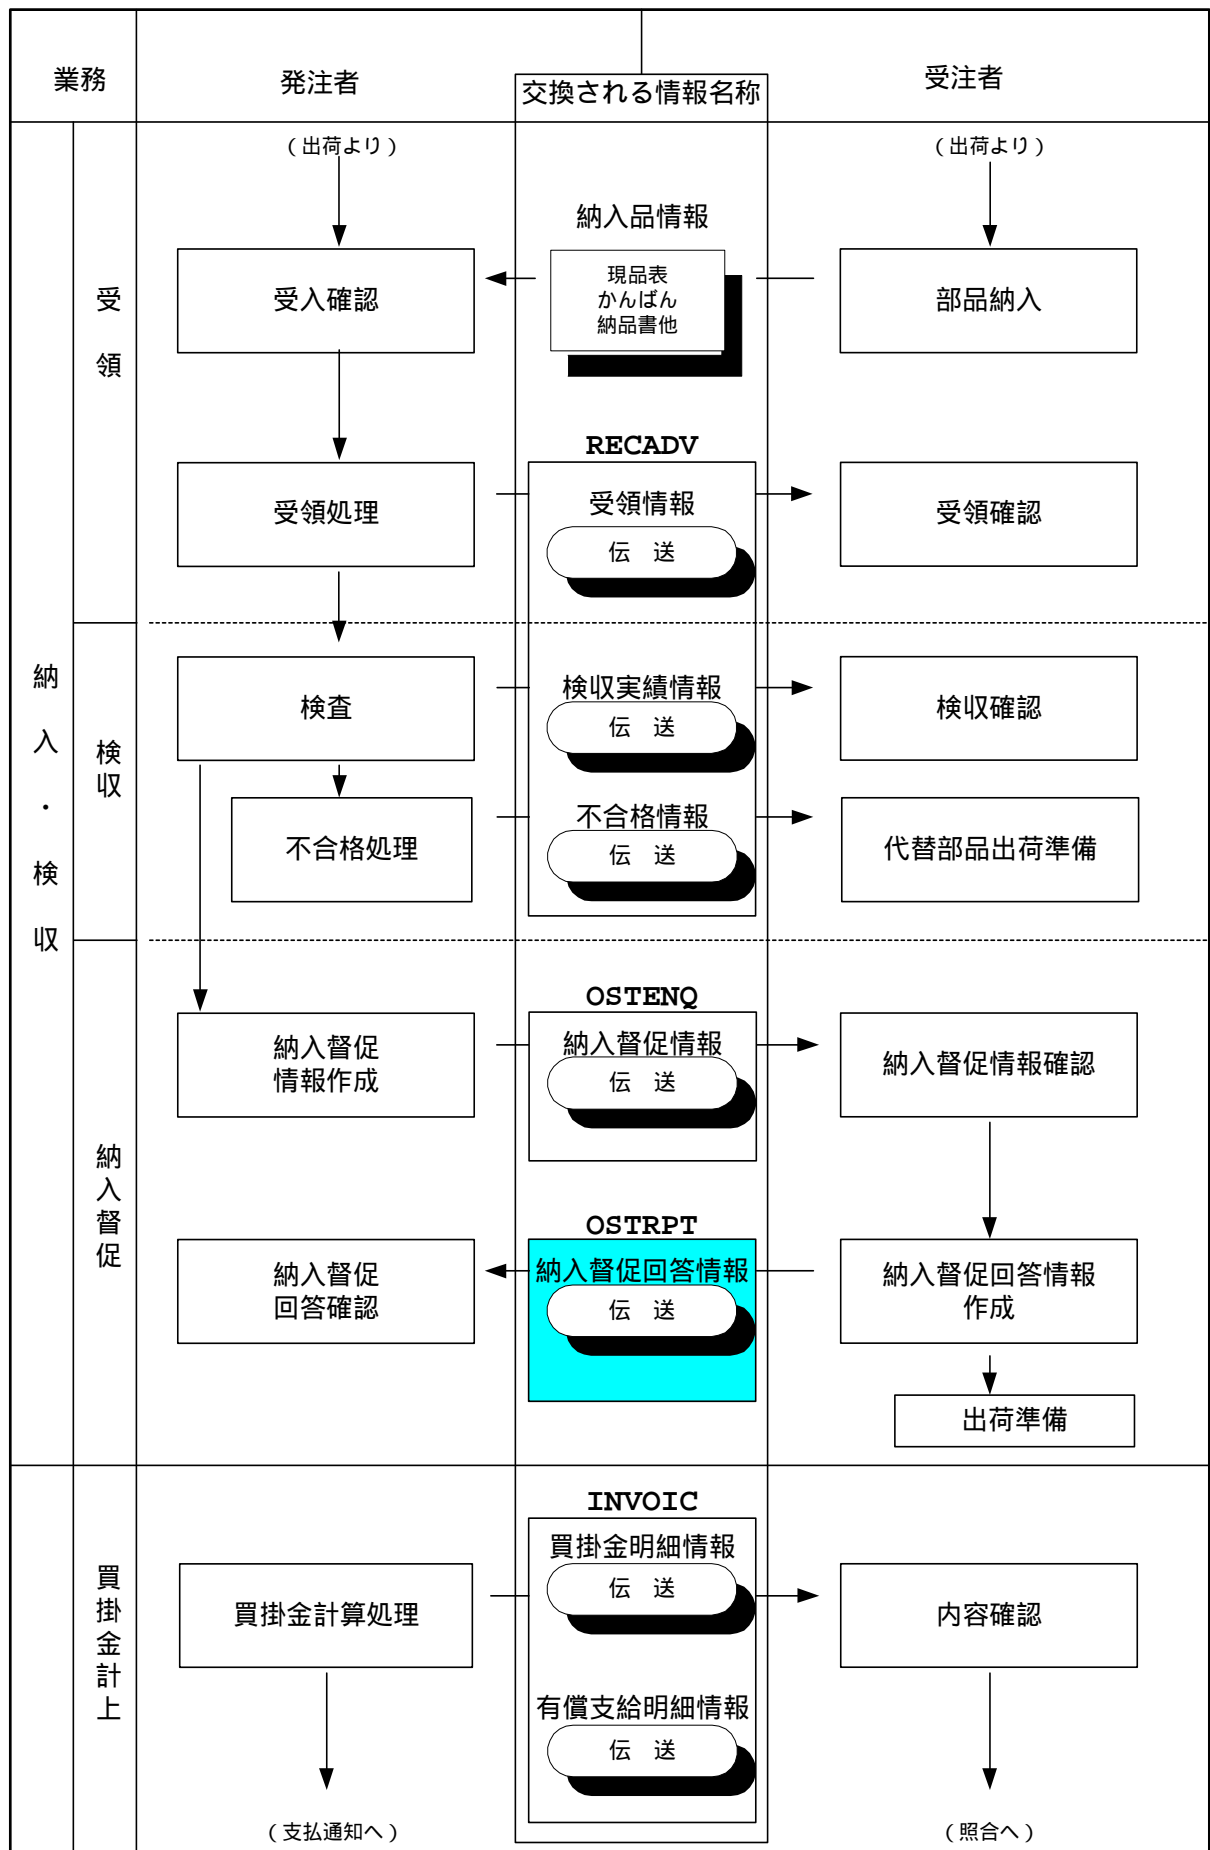 業務
発注者
交換される情報名称
受注者
納入・検収
受領
(出荷より)
(出荷より)
納入品情報
受入確認
現品表
かんばん
納品書他
部品納入
RECADV
受領処理
受領情報
伝 送
受領確認
検収
検査
検収実績情報
伝 送
検収確認
不合格処理
不合格情報
伝 送
代替部品出荷準備
納入督促
OSTENQ
納入督促
情報作成
納入督促情報
伝 送
納入督促情報確認
OSTRPT
納入督促
回答確認
納入督促回答情報
伝 送
納入督促回答情報
作成
出荷準備
買掛金計上
INVOIC
買掛金計算処理
買掛金明細情報
伝 送
内容確認
有償支給明細情報
伝 送
(支払通知へ)
(照合へ)